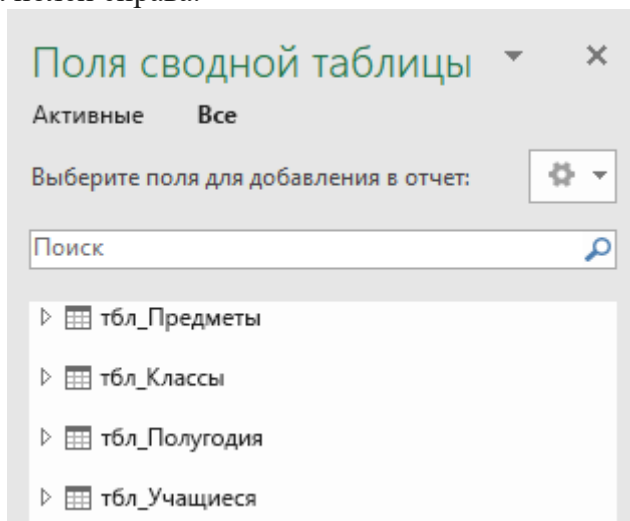 Поля сводной таблицы
Активные Все
Выберите поля для добавления в отчет:
Поиск
тбл_Предметы
тбл_Классы
тбл_Полугодия
тбл_Учащиеся